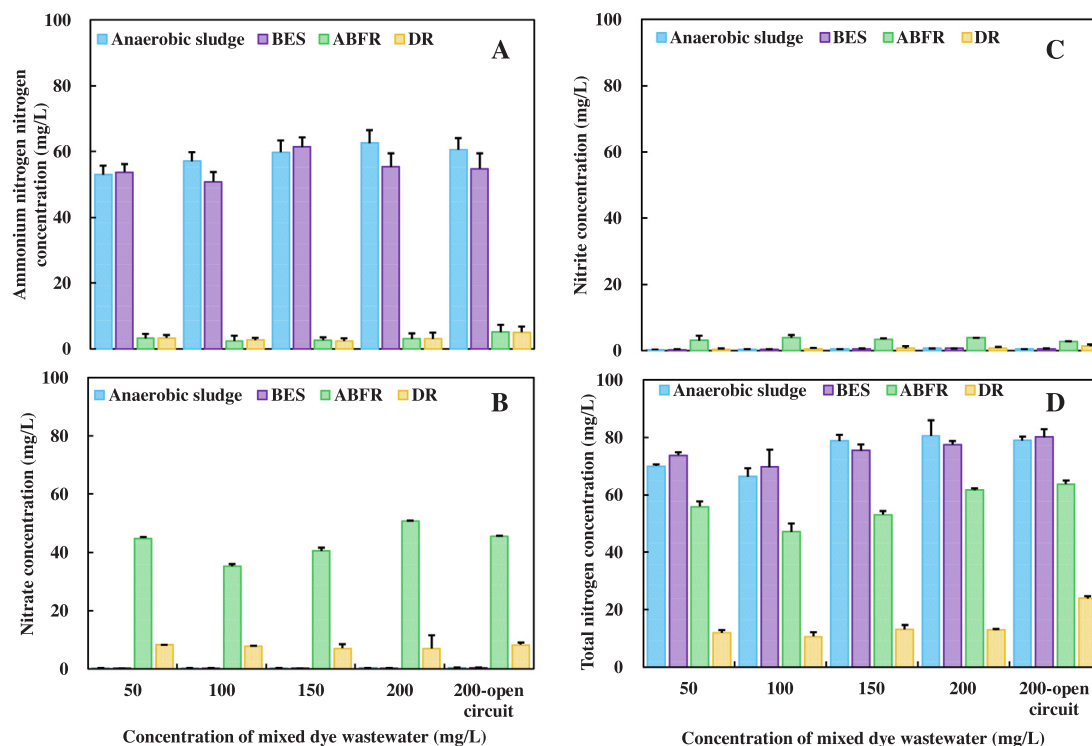 100
Anaerobic sludge BES ABFR DR
A
80
60
40
20
0
Ammonium nitrogen nitrogen
concentration (mg/L)
100
Anaerobic sludge BES ABFR DR
C
80
60
40
20
0
Nitrite concentration (mg/L)
100
Anaerobic sludge BES ABFR DR
B
80
60
40
20
0
Nitrate concentration (mg/L)
50 100 150 200 200-open
circuit
Concentration of mixed dye wastewater (mg/L)
100
Anaerobic sludge BES ABFR DR
D
80
60
40
20
0
Total nitrogen concentration (mg/L)
50 100 150 200 200-open
circuit
Concentration of mixed dye wastewater (mg/L)